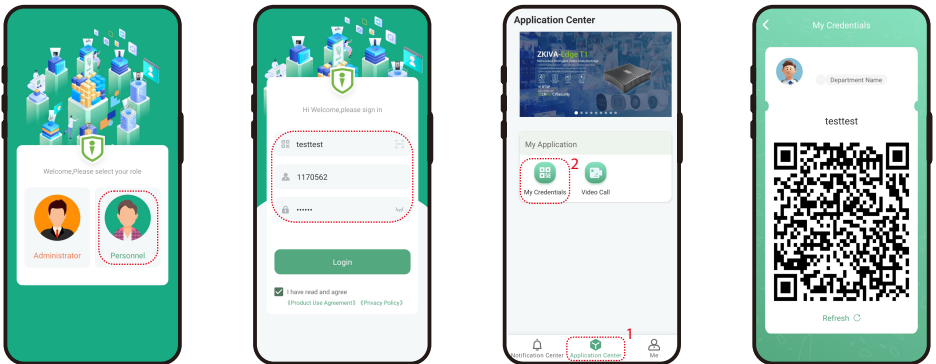 Welcome,Please select your role
Administrator
Personnel
Hi Welcome,please sign in
testtest
1170562
••••••
Login
I have read and agree
《Product Use Agreement》 《Privacy Policy》
Application Center
ZKIVA-Edge T1
My Application
2
My Credentials
Video Call
1
Notification Center
Application Center
Me
My Credentials
Department Name
testtest
Refresh